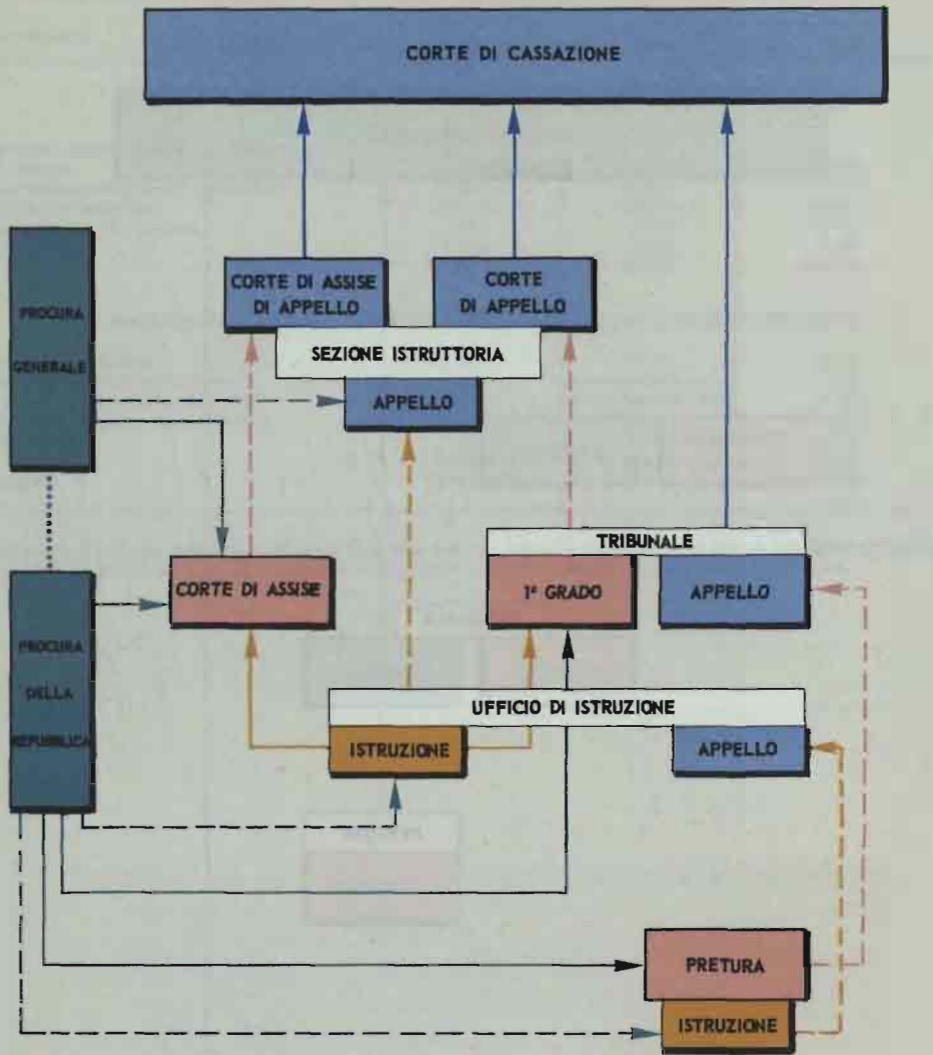 CORTE DI CASSAZIONE
CORTE DI ASSISE
DI APPELLO
CORTE
DI APPELLO
PROCURA
GENERALE
SEZIONE ISTRUTTORIA
APPELLO
TRIBUNALE
CORTE DI ASSISE
1º GRADO
APPELLO
PROCURA
DELLA
REPUBBLICA
UFFICIO DI ISTRUZIONE
ISTRUZIONE
APPELLO
PRETURA
ISTRUZIONE